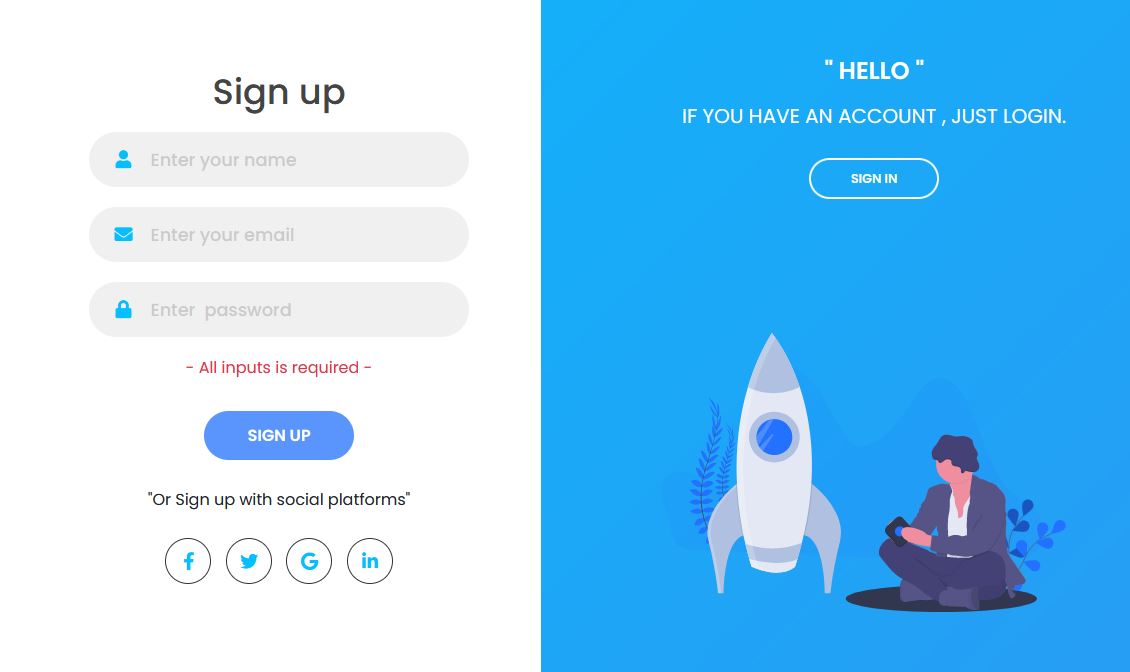 Sign up
Enter your name
Enter your email
Enter  password
- All inputs is required -
SIGN UP
"Or Sign up with social platforms"
" HELLO "
IF YOU HAVE AN ACCOUNT , JUST LOGIN.
SIGN IN